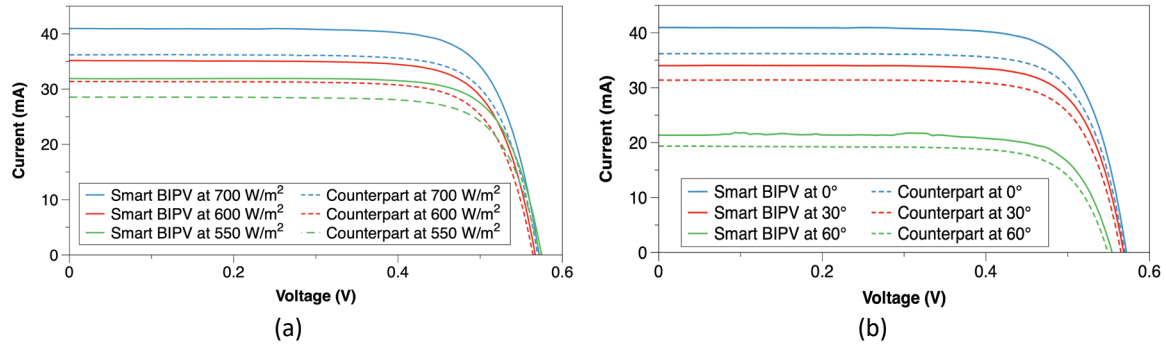 40
30
20
10
0
0
0.2
0.4
0.6
Current (mA)
Voltage (V)
Smart BIPV at 700 W/m²
Counterpart at 700 W/m²
Smart BIPV at 600 W/m²
Counterpart at 600 W/m²
Smart BIPV at 550 W/m²
Counterpart at 550 W/m²
(a)
40
30
20
10
0
0
0.2
0.4
0.6
Current (mA)
Voltage (V)
Smart BIPV at 0°
Counterpart at 0°
Smart BIPV at 30°
Counterpart at 30°
Smart BIPV at 60°
Counterpart at 60°
(b)